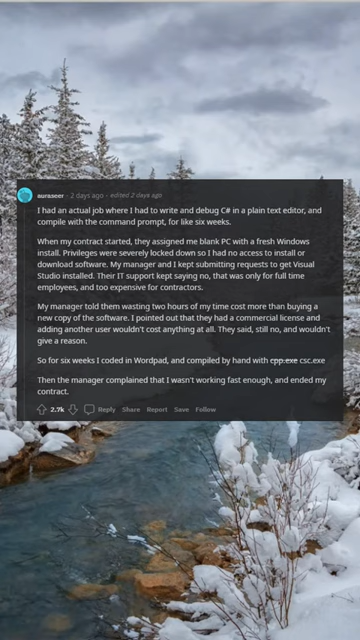 auraseer · 2 days ago · edited 2 days ago
I had an actual job where I had to write and debug C# in a plain text editor, and
compile with the command prompt, for like six weeks.
When my contract started, they assigned me blank PC with a fresh Windows
install. Privileges were severely locked down so I had no access to install or
download software. My manager and I kept submitting requests to get Visual
Studio installed. Their IT support kept saying no, that was only for full time
employees, and too expensive for contractors.
My manager told them wasting two hours of my time cost more than buying a
new copy of the software. I pointed out that they had a commercial license and
adding another user wouldn't cost anything at all. They said, still no, and wouldn't
give a reason.
So for six weeks I coded in Wordpad, and compiled by hand with cpp.exe csc.exe
Then the manager complained that I wasn't working fast enough, and ended my
contract.
2.7k Reply Share Report Save Follow